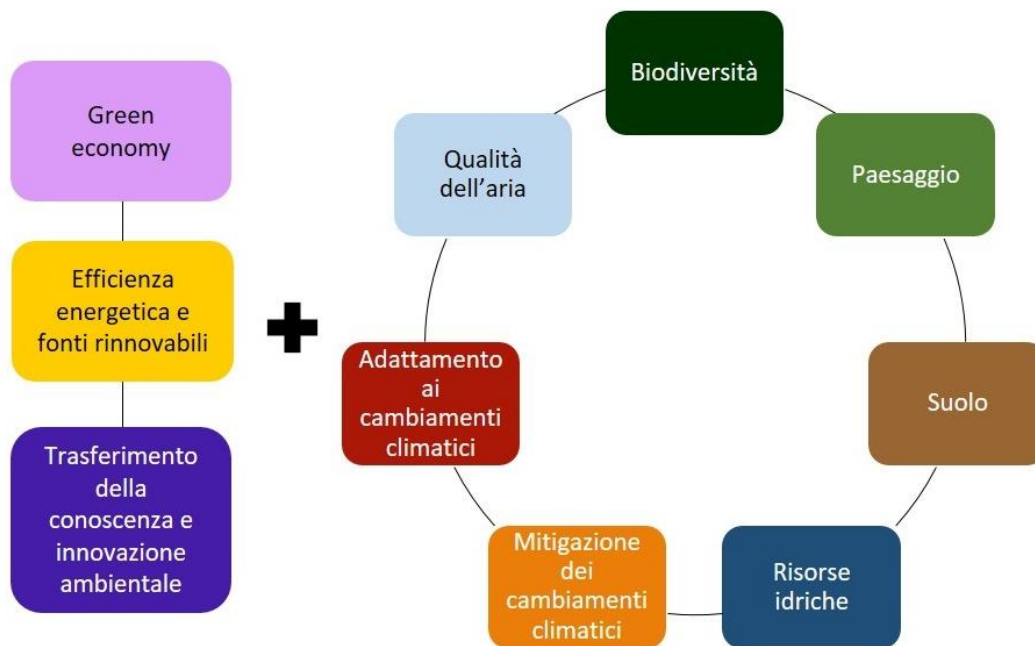 Green
economy
Efficienza
energetica e
fonti rinnovabili
Trasferimento
della
conoscenza e
innovazione
ambientale
Biodiversità
Paesaggio
Suolo
Risorse
idriche
Mitigazione
dei
cambiamenti
climatici
Adattamento
ai
cambiamenti
climatici
Qualità
dell’aria